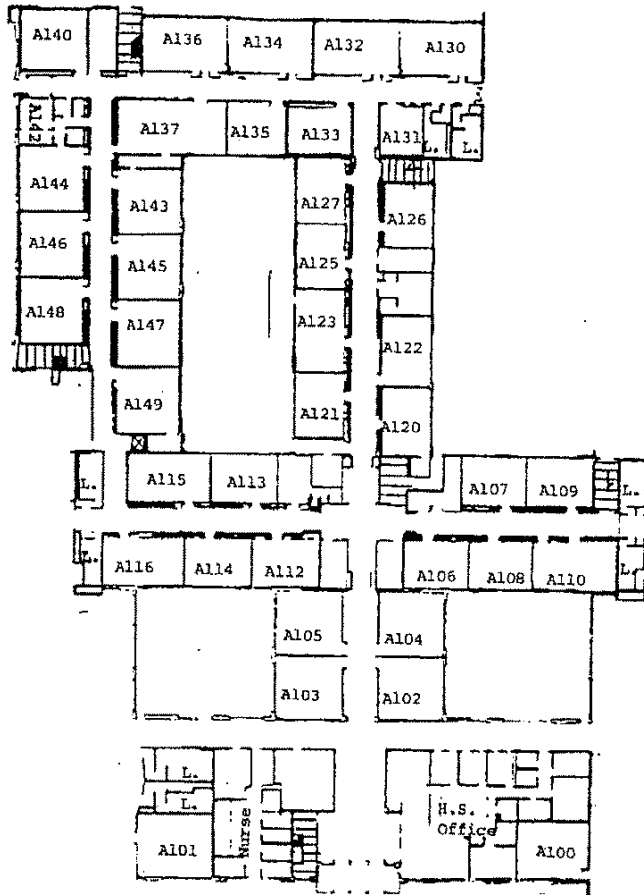 A140
A136
A134
A132
A130
A142
A137
A135
A133
A131
L.
L.
A144
A143
A127
A126
A146
A145
A125
A148
A147
A123
A122
A149
A121
A120
L.
A115
A113
A107
A109
L.
L.
A116
A114
A112
A106
A108
A110
L.
A105
A104
A103
A102
L.
L.
A101
Nurse
H.S.
Office
A100